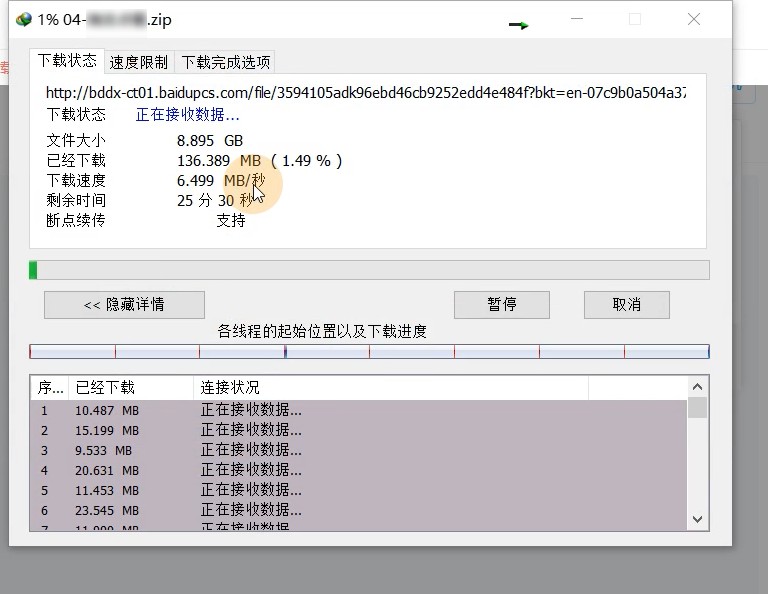 1% 04-.zip
下载状态 速度限制 下载完成选项
http://bddx-ct01.baidupcs.com/file/3594105adk96ebd46cb9252edd4e484f?bkt=en-07c9b0a504a37
下载状态 正在接收数据...
文件大小 8.895 GB
已经下载 136.389 MB ( 1.49 % )
下载速度 6.499 MB/秒
剩余时间 25 分 30 秒
断点续传 支持
<< 隐藏详情 暂停 取消
各线程的起始位置以及下载进度
序... 已经下载 连接状况
1 10.487 MB 正在接收数据...
2 15.199 MB 正在接收数据...
3 9.533 MB 正在接收数据...
4 20.631 MB 正在接收数据...
5 11.453 MB 正在接收数据...
6 23.545 MB 正在接收数据...
7 MB 正在接收数据...